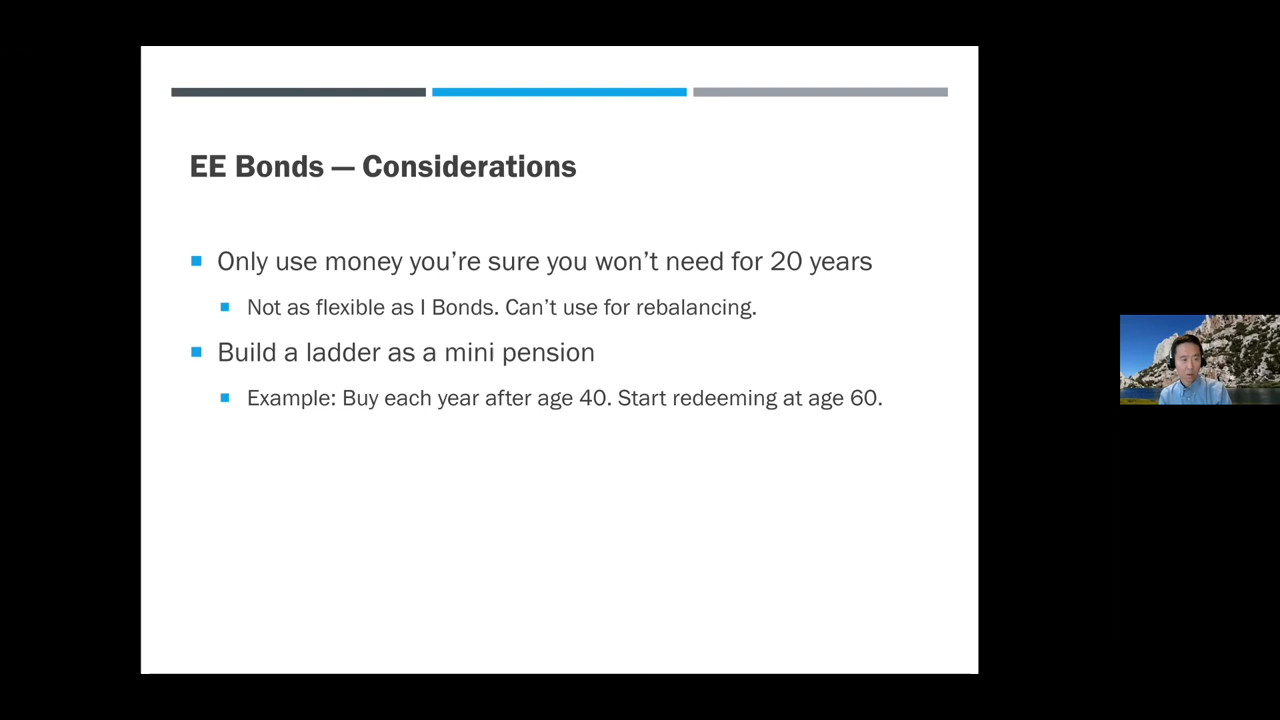 EE Bonds — Considerations
Only use money you’re sure you won’t need for 20 years
Not as flexible as I Bonds. Can’t use for rebalancing.
Build a ladder as a mini pension
Example: Buy each year after age 40. Start redeeming at age 60.